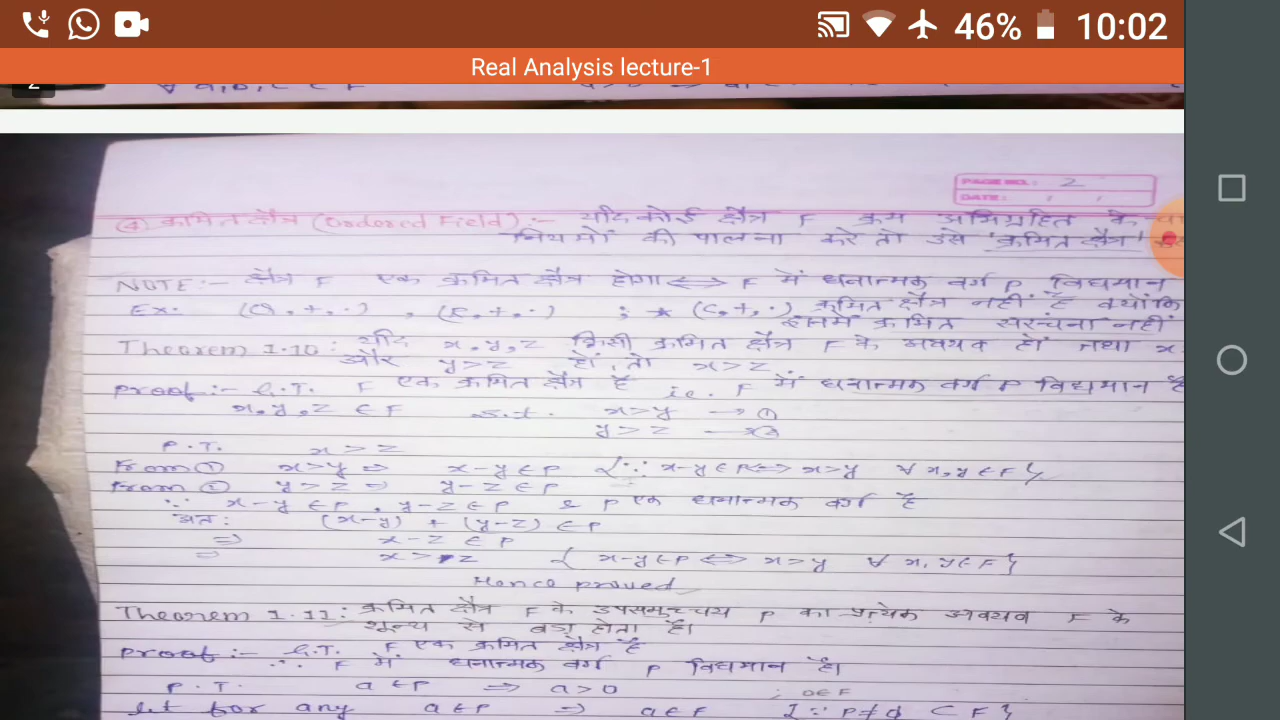 46% 10:02
Real Analysis lecture-1
2
PAGE NO.: 2
DATE: / /
④ क्रमित क्षेत्र (Ordered Field) :- यदि कोई क्षेत्र F क्रम अभिग्रहित के
नियमों की पालना करे तो उसे 'क्रमित क्षेत्र'
NOTE:- क्षेत्र F एक क्रमित क्षेत्र होगा ⟺ F में धनात्मक वर्ग P विद्यमान
Ex. (Q,+,·) , (R,+,·) ; * (C,+,·) क्रमित क्षेत्र नहीं है क्योंकि
इसमें क्रमित संरचना नहीं
Theorem 1.10: यदि x,y,z किसी क्रमित क्षेत्र F के अवयव हों तथा x
और y>z हों, तो x>z
proof:- G.T. F एक क्रमित क्षेत्र है i.e. F में धनात्मक वर्ग P विद्यमान है
x,y,z ∈F s.t. x>y → ①
y>z → ②
P.T. x>z
From ① x>y ⇒ x-y∈P {∵ x-y∈P⟺x>y ∀ x,y∈F}
From ② y>z ⇒ y-z∈P
∵ x-y ∈P, y-z∈P & P एक धनात्मक वर्ग है
अतः (x-y) + (y-z) ∈P
⇒ x-z ∈P
⇒ x>z { x-y∈P ⟺ x>y ∀ x,y∈F}
Hence proved
Theorem 1.11: क्रमित क्षेत्र F के उपसमुच्चय P का प्रत्येक अवयव F के
शून्य से बड़ा होता है।
proof:- G.T. F एक क्रमित क्षेत्र है
∴ F में धनात्मक वर्ग P विद्यमान है।
P.T. a∈P ⇒ a>0 ; 0∈F
let for any a∈P ⇒ a∈F {∵ P≠ϕ ⊂F}